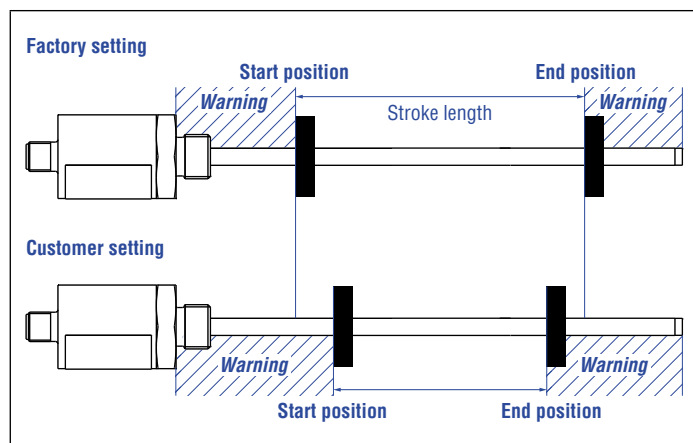 Factory setting
Start position
End position
Warning
Stroke length
Warning
Customer setting
Warning
Warning
Start position
End position